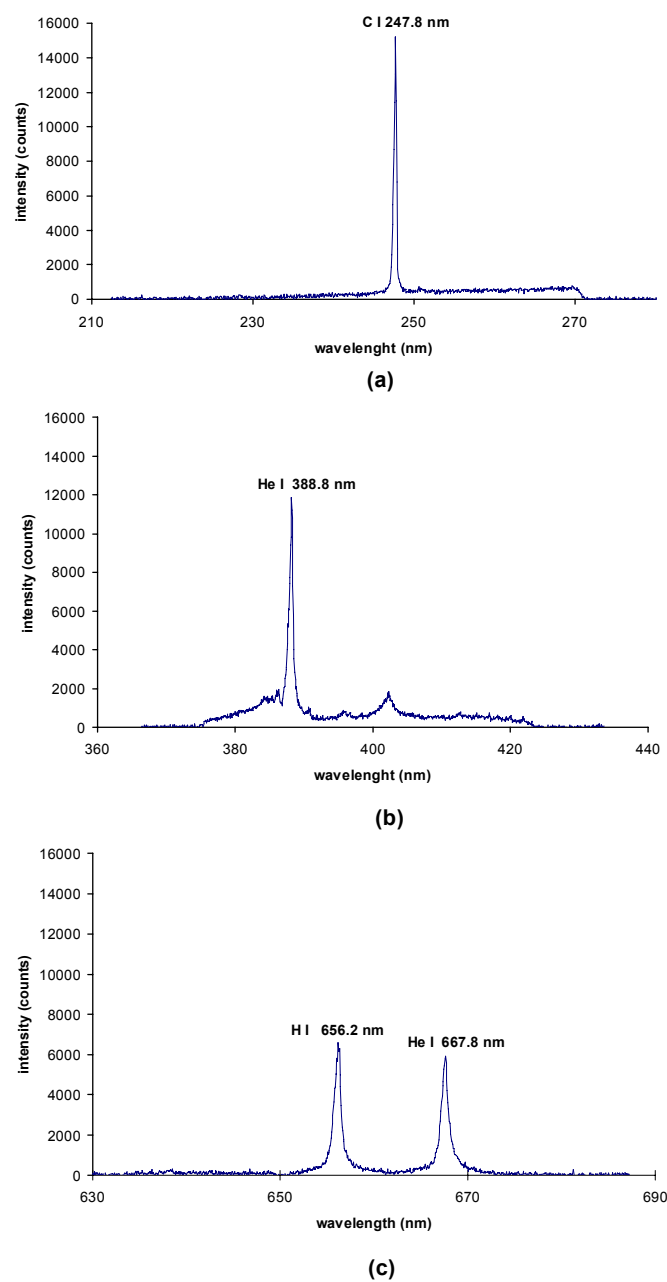 C I 247.8 nm
16000
14000
12000
10000
8000
6000
4000
2000
0
intensity (counts)
210 230 250 270
wavelenght (nm)
(a)
He I 388.8 nm
16000
14000
12000
10000
8000
6000
4000
2000
0
intensity (counts)
360 380 400 420 440
wavelenght (nm)
(b)
16000
14000
12000
10000
8000
6000
4000
2000
0
intensity (counts)
H I 656.2 nm
He I 667.8 nm
630 650 670 690
wavelength (nm)
(c)